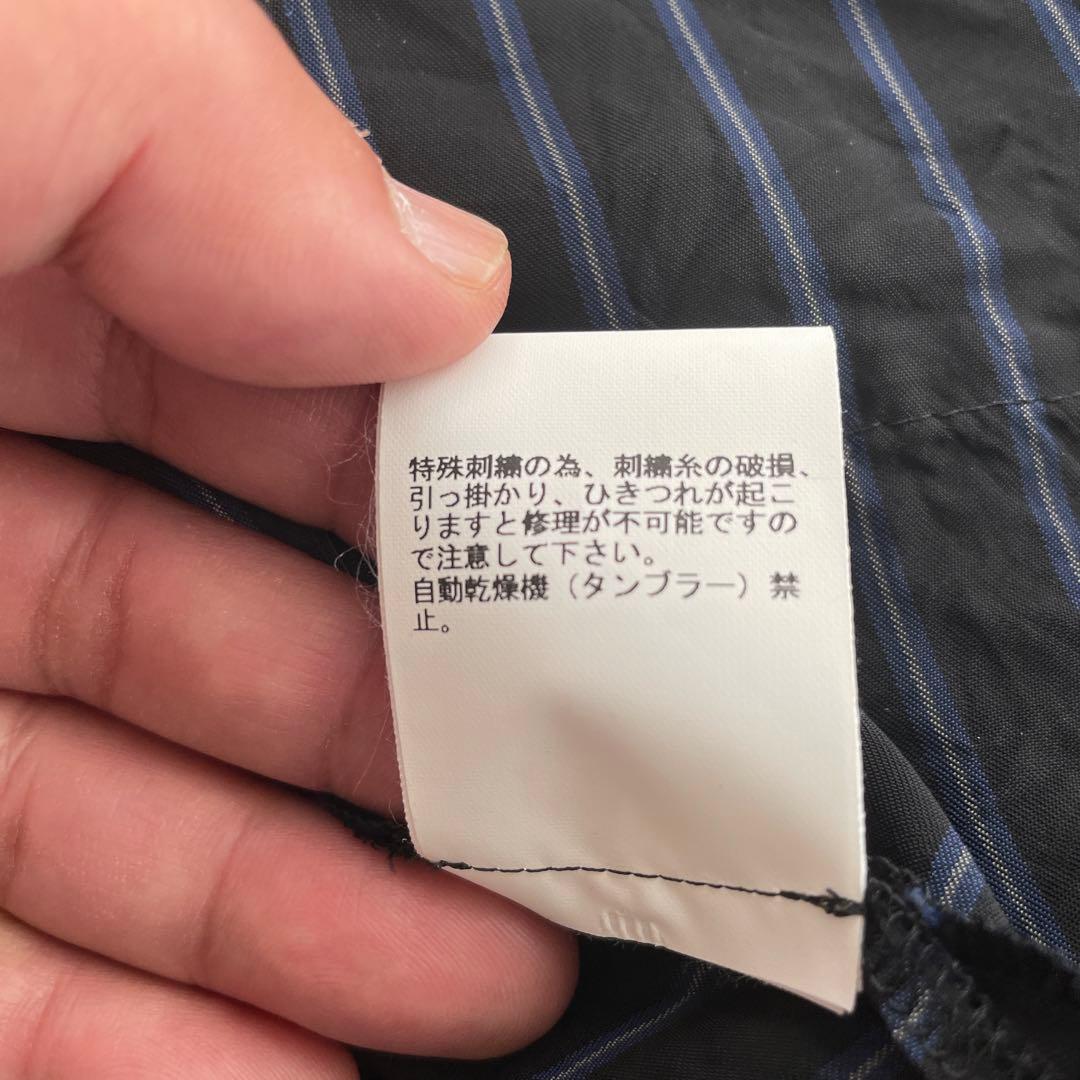 特殊刺繍の為、刺繍糸の破損、
引っ掛かり、ひきつれが起こ
りますと修理が不可能ですの
で注意して下さい。
自動乾燥機（タンブラー）禁
止。